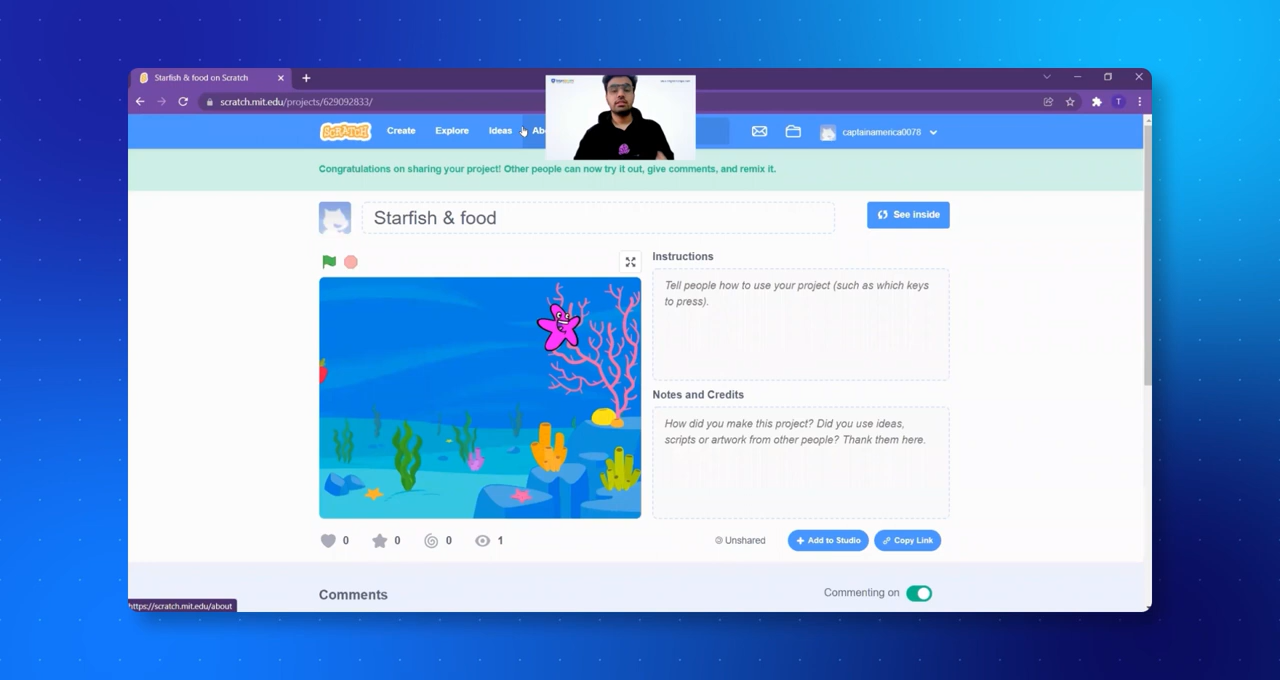 Starfish & food on Scratch
scratch.mit.edu/projects/629092833/
T
SCRATCH
Create
Explore
Ideas
captainamerica0078
Congratulations on sharing your project! Other people can now try it out, give comments, and remix it.
Starfish & food
See inside
Instructions
Tell people how to use your project (such as which keys
to press).
Notes and Credits
How did you make this project? Did you use ideas,
scripts or artwork from other people? Thank them here.
0
0
0
1
Unshared
Add to Studio
Copy Link
Comments
Commenting on
https://scratch.mit.edu/about